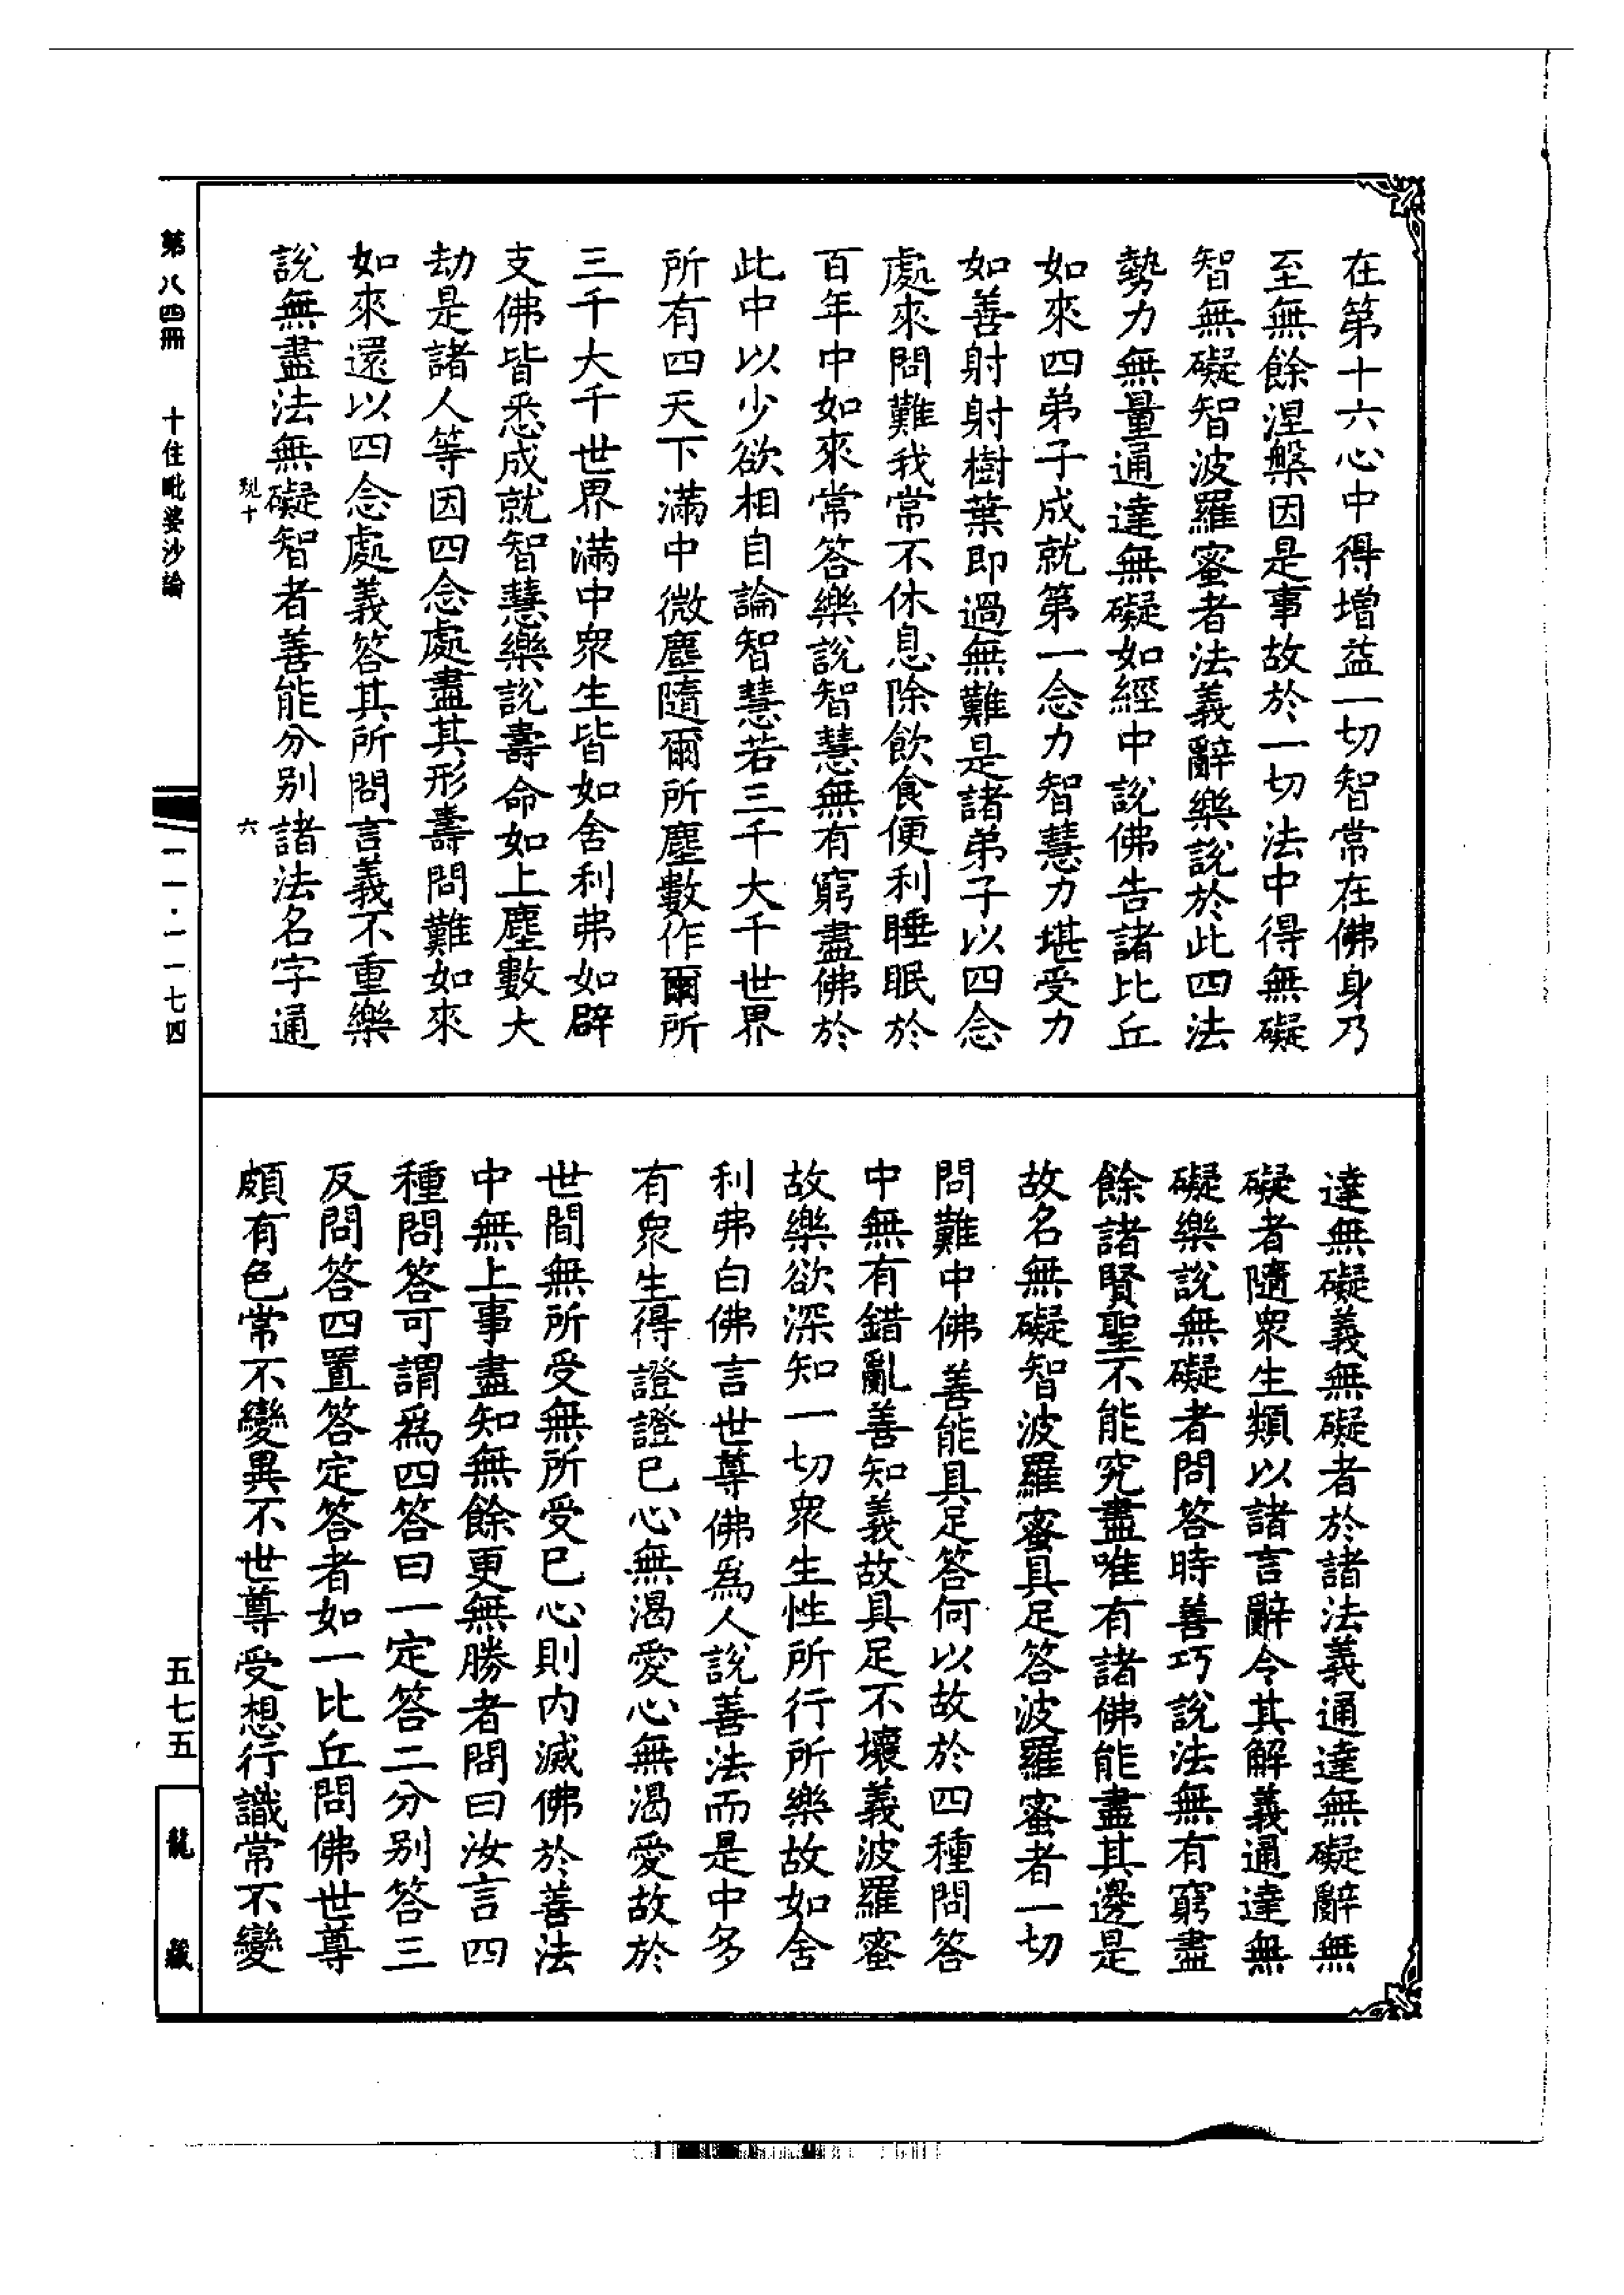 在第十六心中得增益一切智常在佛身乃
至無餘涅槃因是事故於一切法中得無礙
智無礙智波羅蜜者法義辭樂說於此四法
勢力無量通達無礙如經中說佛告諸比丘
如來四弟子成就第一念力智慧力堪受力
如善射射樹葉即過無難是諸弟子以四念
處來問難我常不休息除飲食便利睡眠於
百年中如來常答樂說智慧無有窮盡佛於
此中以少欲相自論智慧若三千大千世界
所有四天下滿中微塵隨爾所塵數作爾所
三千大千世界滿中衆生皆如舍利弗如辟
支佛皆悉成就智慧樂說壽命如上塵數大
劫是諸人等因四念處盡其形壽問難如來
如來還以四念處義答其所問言義不重樂
說無盡法無礙智者善能分別諸法名字通
達無礙義無礙者於諸法義通達無礙辭無
礙者隨衆生類以諸言辭令其解義通達無
礙樂說無礙者問答時善巧說法無有窮盡
餘諸賢聖不能究盡唯有諸佛能盡其邊是
故名無礙智波羅蜜具足答波羅蜜者一切
問難中佛善能具足答何以故於四種問答
中無有錯亂善知義故具足不壞義波羅蜜
故樂欲深知一切衆生性所行所樂故如舍
利弗白佛言世尊佛爲人說善法而是中多
有衆生得證證已心無渴愛心無渴愛故於
世間無所受無所受已心則内滅佛於善法
中無上事盡知無餘更無勝者問曰汝言四
種問答可謂爲四答曰一定答二分別答三
反問答四置答定答者如一比丘問佛世尊
頗有色常不變異不世尊受想行識常不變
第八四冊 十住毗婆沙論
一一·一一七四
五七五
龍藏
六